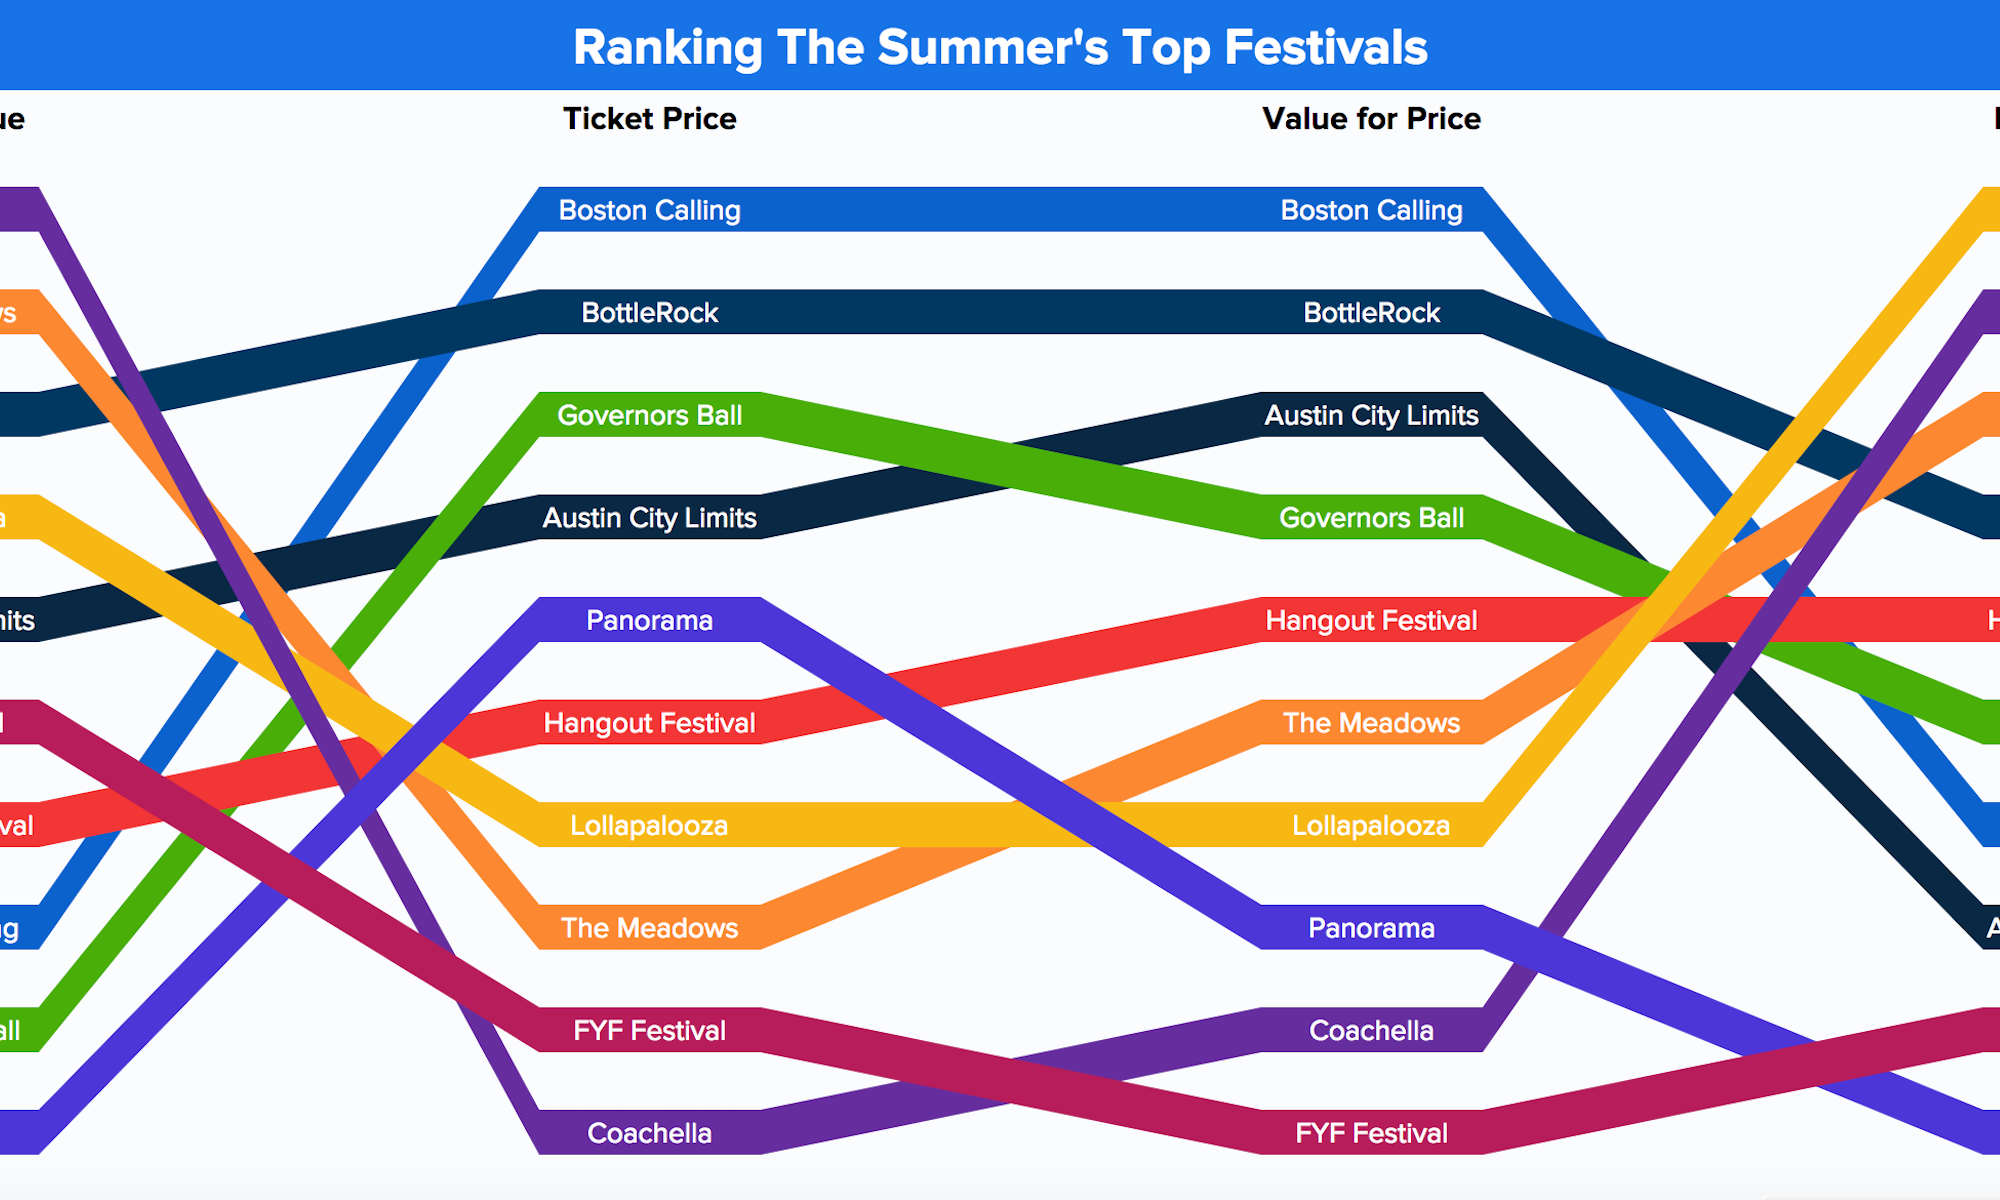 Ranking The Summer's Top Festivals
Ticket Price
Value for Price
Boston Calling
Boston Calling
BottleRock
BottleRock
Governors Ball
Austin City Limits
Austin City Limits
Governors Ball
Panorama
Hangout Festival
Hangout Festival
The Meadows
Lollapalooza
Lollapalooza
The Meadows
Panorama
FYF Festival
Coachella
Coachella
FYF Festival